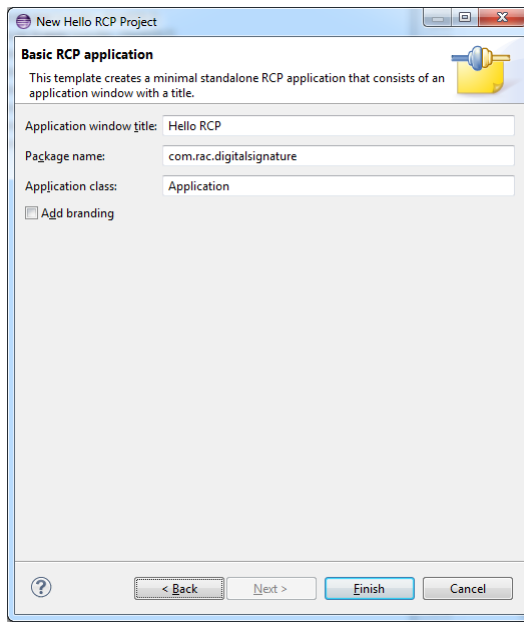 New Hello RCP Project
Basic RCP application
This template creates a minimal standalone RCP application that consists of an
application window with a title.
Application window title: Hello RCP
Package name: com.rac.digitalsignature
Application class: Application
Add branding
< Back Next > Finish Cancel